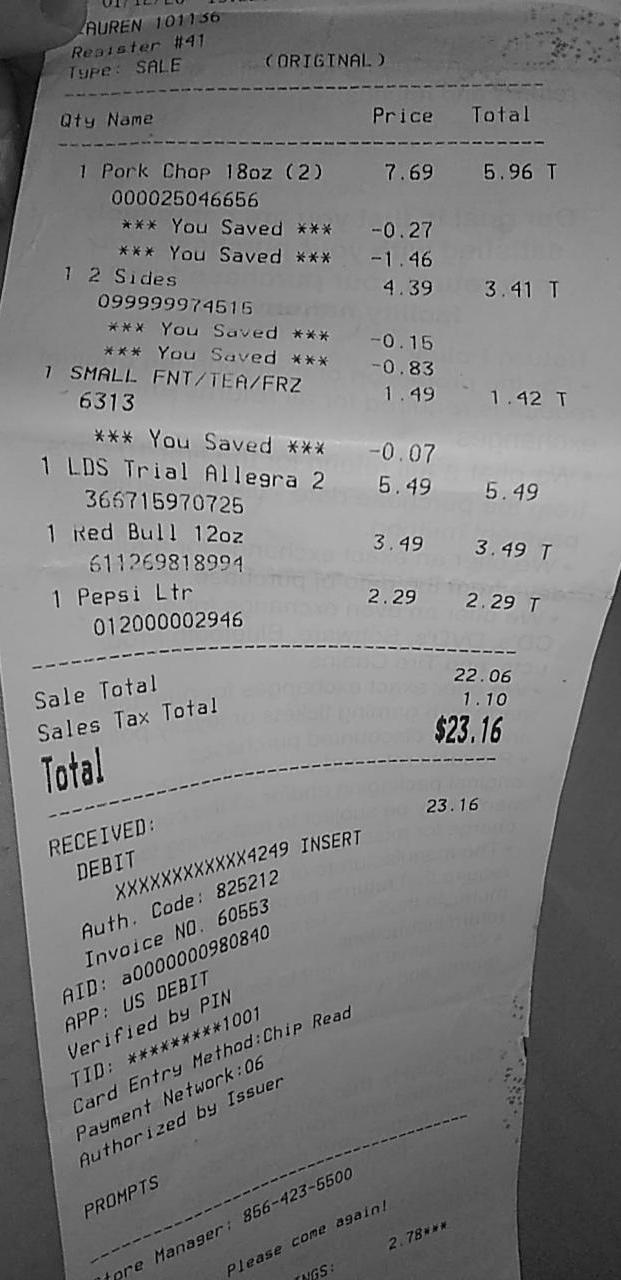 LAUREN 101136
Register #41
Type: SALE (ORIGINAL)
Qty Name Price Total
1 Pork Chop 18oz (2) 7.69 5.96 T
000025046656
*** You Saved *** -0.27
*** You Saved *** -1.46
1 2 Sides 4.39 3.41 T
099999974515
*** You Saved *** -0.15
*** You Saved *** -0.83
1 SMALL FNT/TEA/FRZ 1.49 1.42 T
6313
*** You Saved *** -0.07
1 LDS Trial Allegra 2 5.49 5.49
366715970725
1 Red Bull 12oz 3.49 3.49 T
611269818994
1 Pepsi Ltr 2.29 2.29 T
012000002946
Sale Total 22.06
Sales Tax Total 1.10
Total $23.16
RECEIVED:
DEBIT 23.16
XXXXXXXXXXXX4249 INSERT
Auth. Code: 825212
Invoice NO. 60553
AID: a0000000980840
APP: US DEBIT
Verified by PIN
TID: *********1001
Card Entry Method:Chip Read
Payment Network:06
Authorized by Issuer
PROMPTS
tore Manager: 856-423-5500
Please come again!
NGS: 2.78***